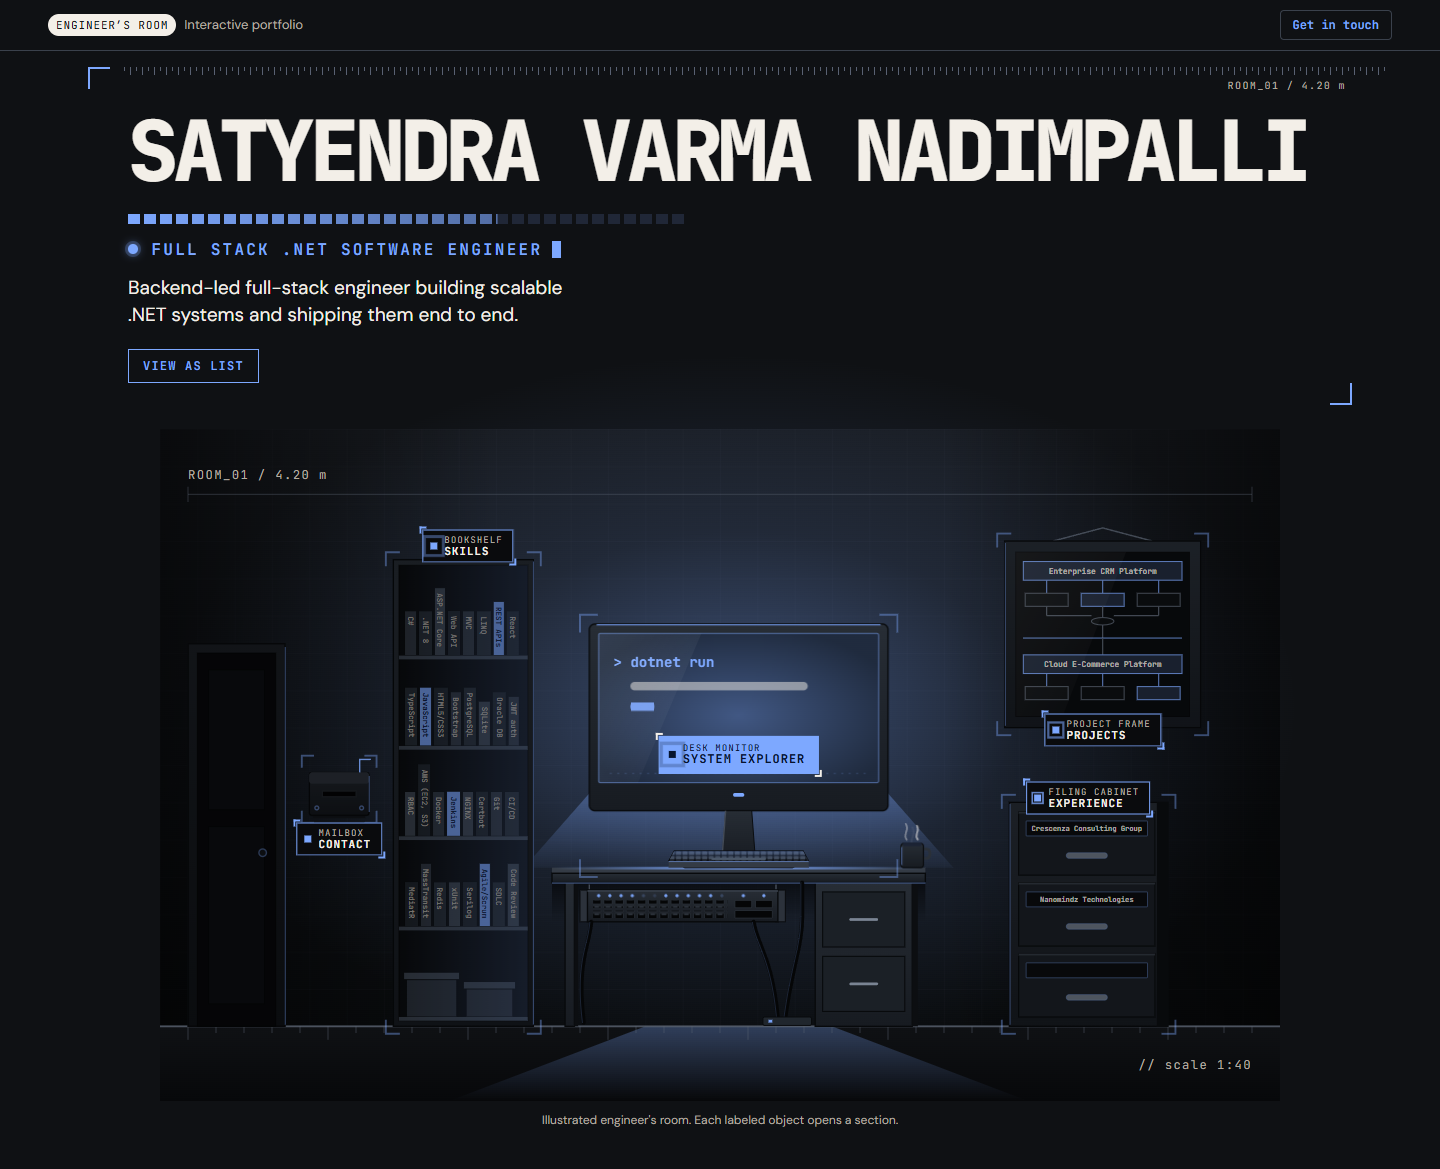 ENGINEER'S ROOM Interactive portfolio
Get in touch
ROOM_01 / 4.20 m
SATYENDRA VARMA NADIMPALLI
FULL STACK .NET SOFTWARE ENGINEER
Backend-led full-stack engineer building scalable
.NET systems and shipping them end to end.
VIEW AS LIST
ROOM_01 / 4.20 m
BOOKSHELF
SKILLS
C#
.NET 8
ASP.NET Core
Web API
MVC
LINQ
REST APIs
React
TypeScript
JavaScript
HTML5/CSS3
Bootstrap
PostgreSQL
SQLite
Oracle DB
JWT auth
RBAC
AWS (EC2, S3)
Docker
Jenkins
NGINX
Certbot
Git
CI/CD
MediatR
MassTransit
Redis
xUnit
Serilog
Agile/Scrum
SDLC
Code Review
MAILBOX
CONTACT
> dotnet run
DESK MONITOR
SYSTEM EXPLORER
Enterprise CRM Platform
Cloud E-Commerce Platform
PROJECT FRAME
PROJECTS
FILING CABINET
EXPERIENCE
Crescenza Consulting Group
Nanomindz Technologies
// scale 1:40
Illustrated engineer's room. Each labeled object opens a section.